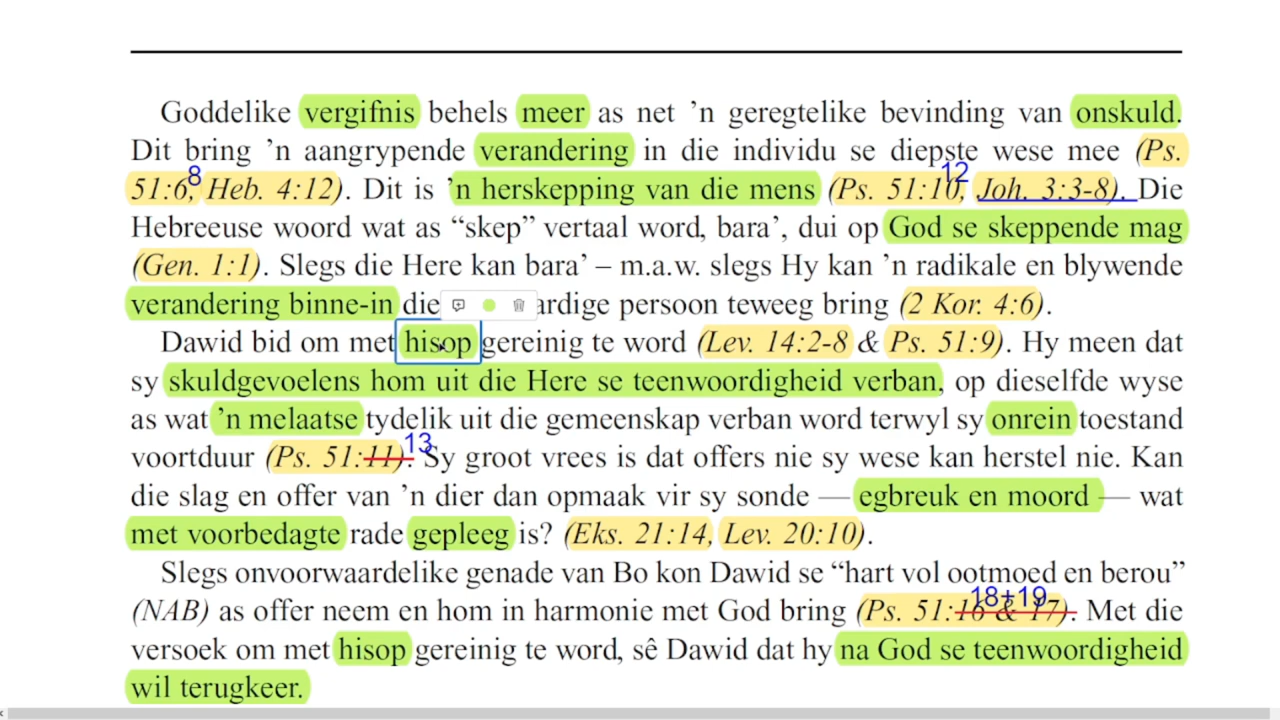 Goddelike vergifnis behels meer as net ’n geregtelike bevinding van onskuld.
Dit bring ’n aangrypende verandering in die individu se diepste wese mee (Ps.
51:6, 8 Heb. 4:12). Dit is ’n herskepping van die mens (Ps. 51:10, 12 Joh. 3:3-8). Die
Hebreeuse woord wat as “skep” vertaal word, bara’, dui op God se skeppende mag
(Gen. 1:1). Slegs die Here kan bara’ – m.a.w. slegs Hy kan ’n radikale en blywende
verandering binne-in die ardige persoon teweeg bring (2 Kor. 4:6).
Dawid bid om met hisop gereinig te word (Lev. 14:2-8 & Ps. 51:9). Hy meen dat
sy skuldgevoelens hom uit die Here se teenwoordigheid verban, op dieselfde wyse
as wat ’n melaatse tydelik uit die gemeenskap verban word terwyl sy onrein toestand
voortduur (Ps. 51:11). 13 Sy groot vrees is dat offers nie sy wese kan herstel nie. Kan
die slag en offer van ’n dier dan opmaak vir sy sonde — egbreuk en moord — wat
met voorbedagte rade gepleeg is? (Eks. 21:14, Lev. 20:10).
Slegs onvoorwaardelike genade van Bo kon Dawid se “hart vol ootmoed en berou”
(NAB) as offer neem en hom in harmonie met God bring (Ps. 51:16 & 17). 18+19 Met die
versoek om met hisop gereinig te word, sê Dawid dat hy na God se teenwoordigheid
wil terugkeer.